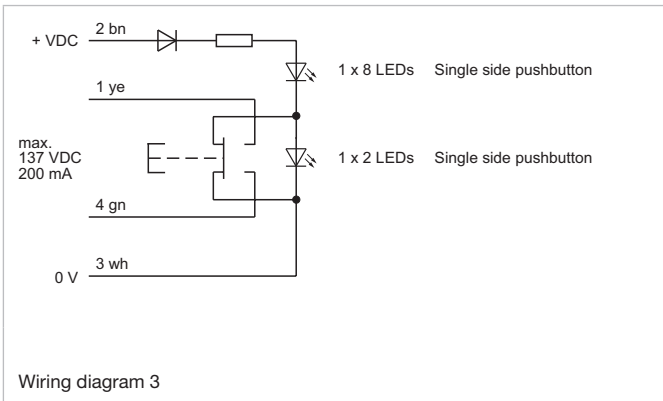 + VDC 2 bn
1 x 8 LEDs Single side pushbutton
1 ye
max.
137 VDC
200 mA
1 x 2 LEDs Single side pushbutton
4 gn
0 V 3 wh
Wiring diagram 3